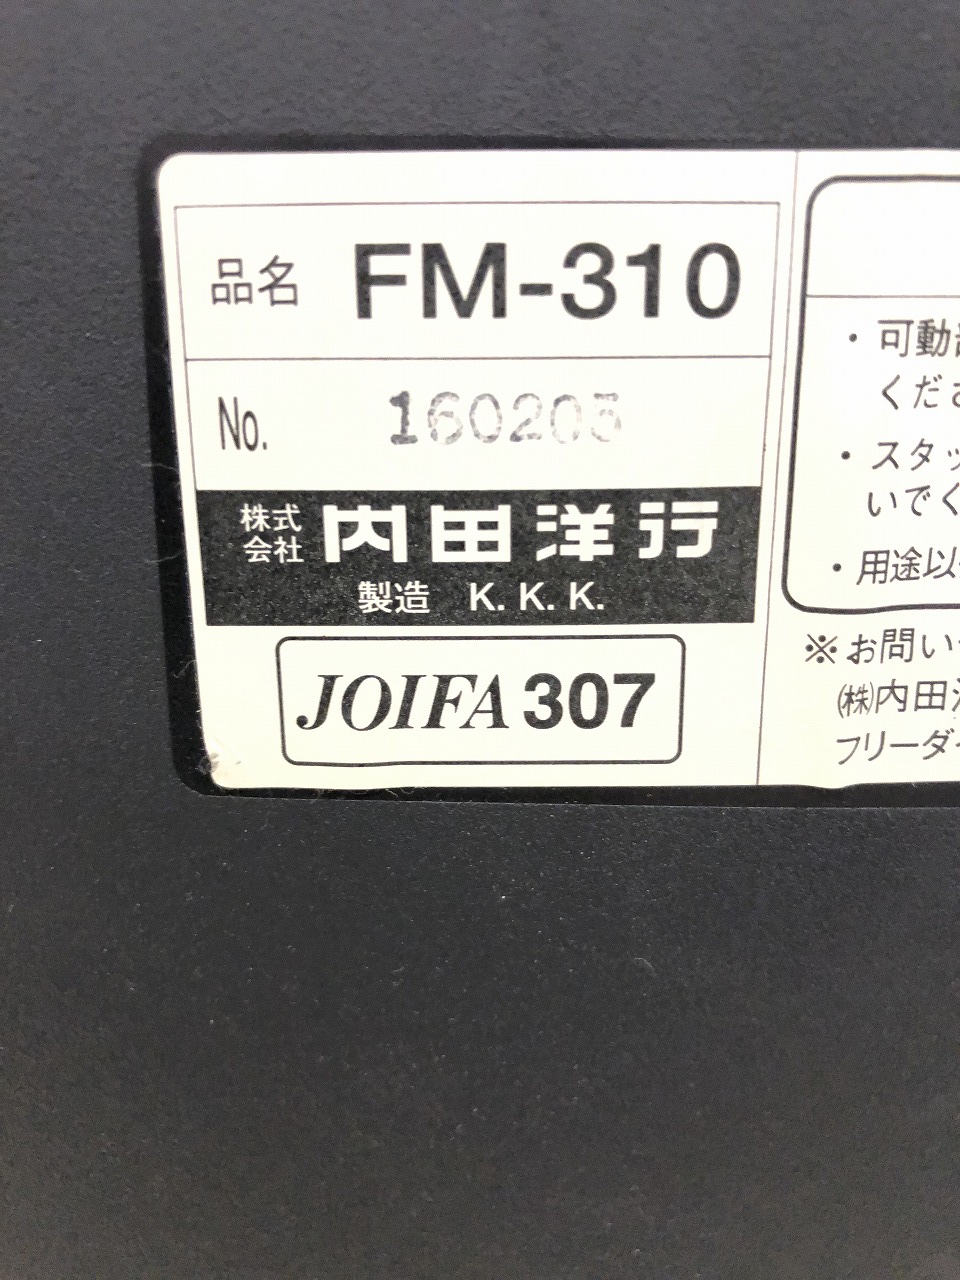 品名 FM-310
No. 160205
株式会社 内田洋行
製造 K. K. K.
JOIFA 307
・可動
くださ
・スタッ
いでく
・用途以
※お問い
㈱内田
フリーダ